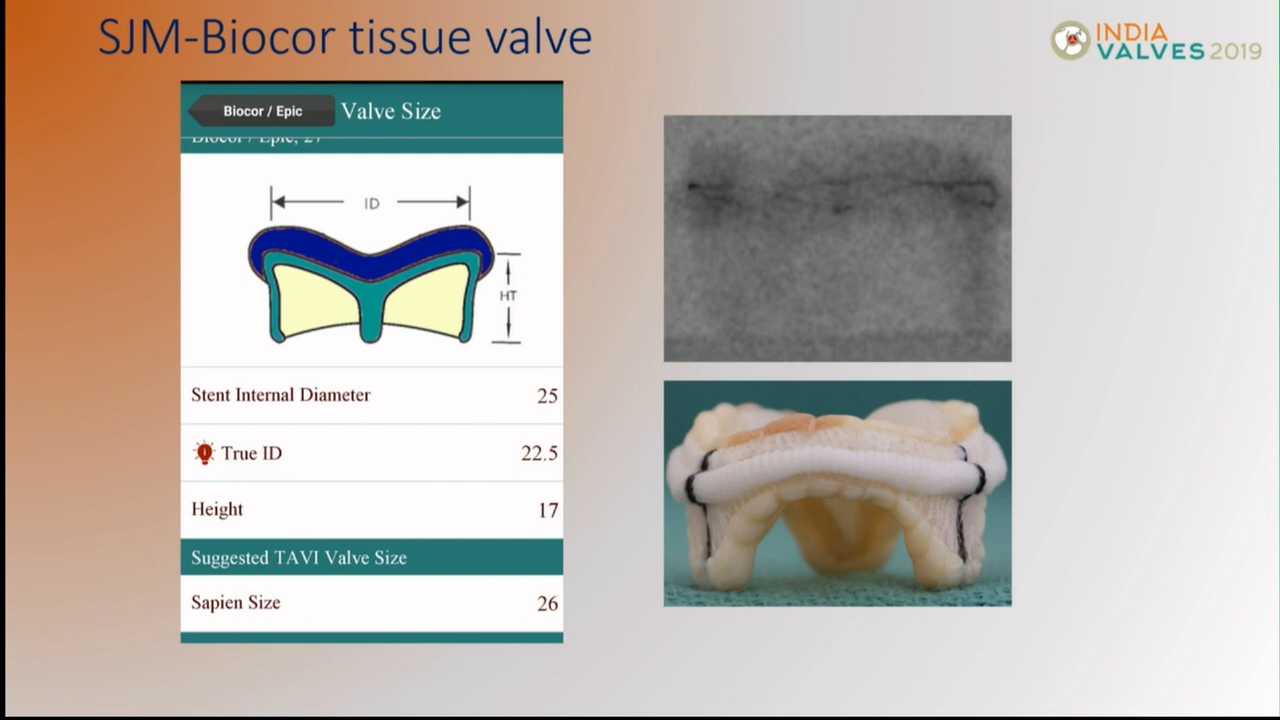 SJM-Biocor tissue valve
INDIA
VALVES 2019
Biocor / Epic
Valve Size
Biocor / Epic, 27
ID
HT
Stent Internal Diameter 25
True ID 22.5
Height 17
Suggested TAVI Valve Size
Sapien Size 26